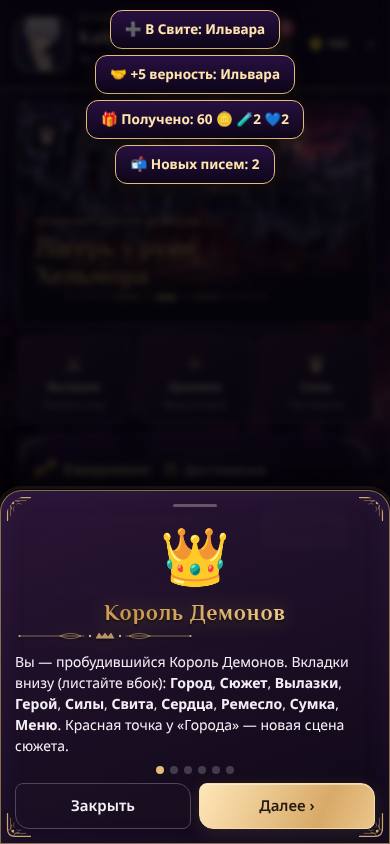 ➕ В Свите: Ильвара
🤝 +5 верность: Ильвара
🎁 Получено: 60 🪙 🧪2 💙2
📬 Новых писем: 2
Король Демонов
Вы — пробудившийся Король Демонов. Вкладки
внизу (листайте вбок): Город, Сюжет, Вылазки,
Герой, Силы, Свита, Сердца, Ремесло, Сумка,
Меню. Красная точка у «Города» — новая сцена
сюжета.
Закрыть
Далее ›